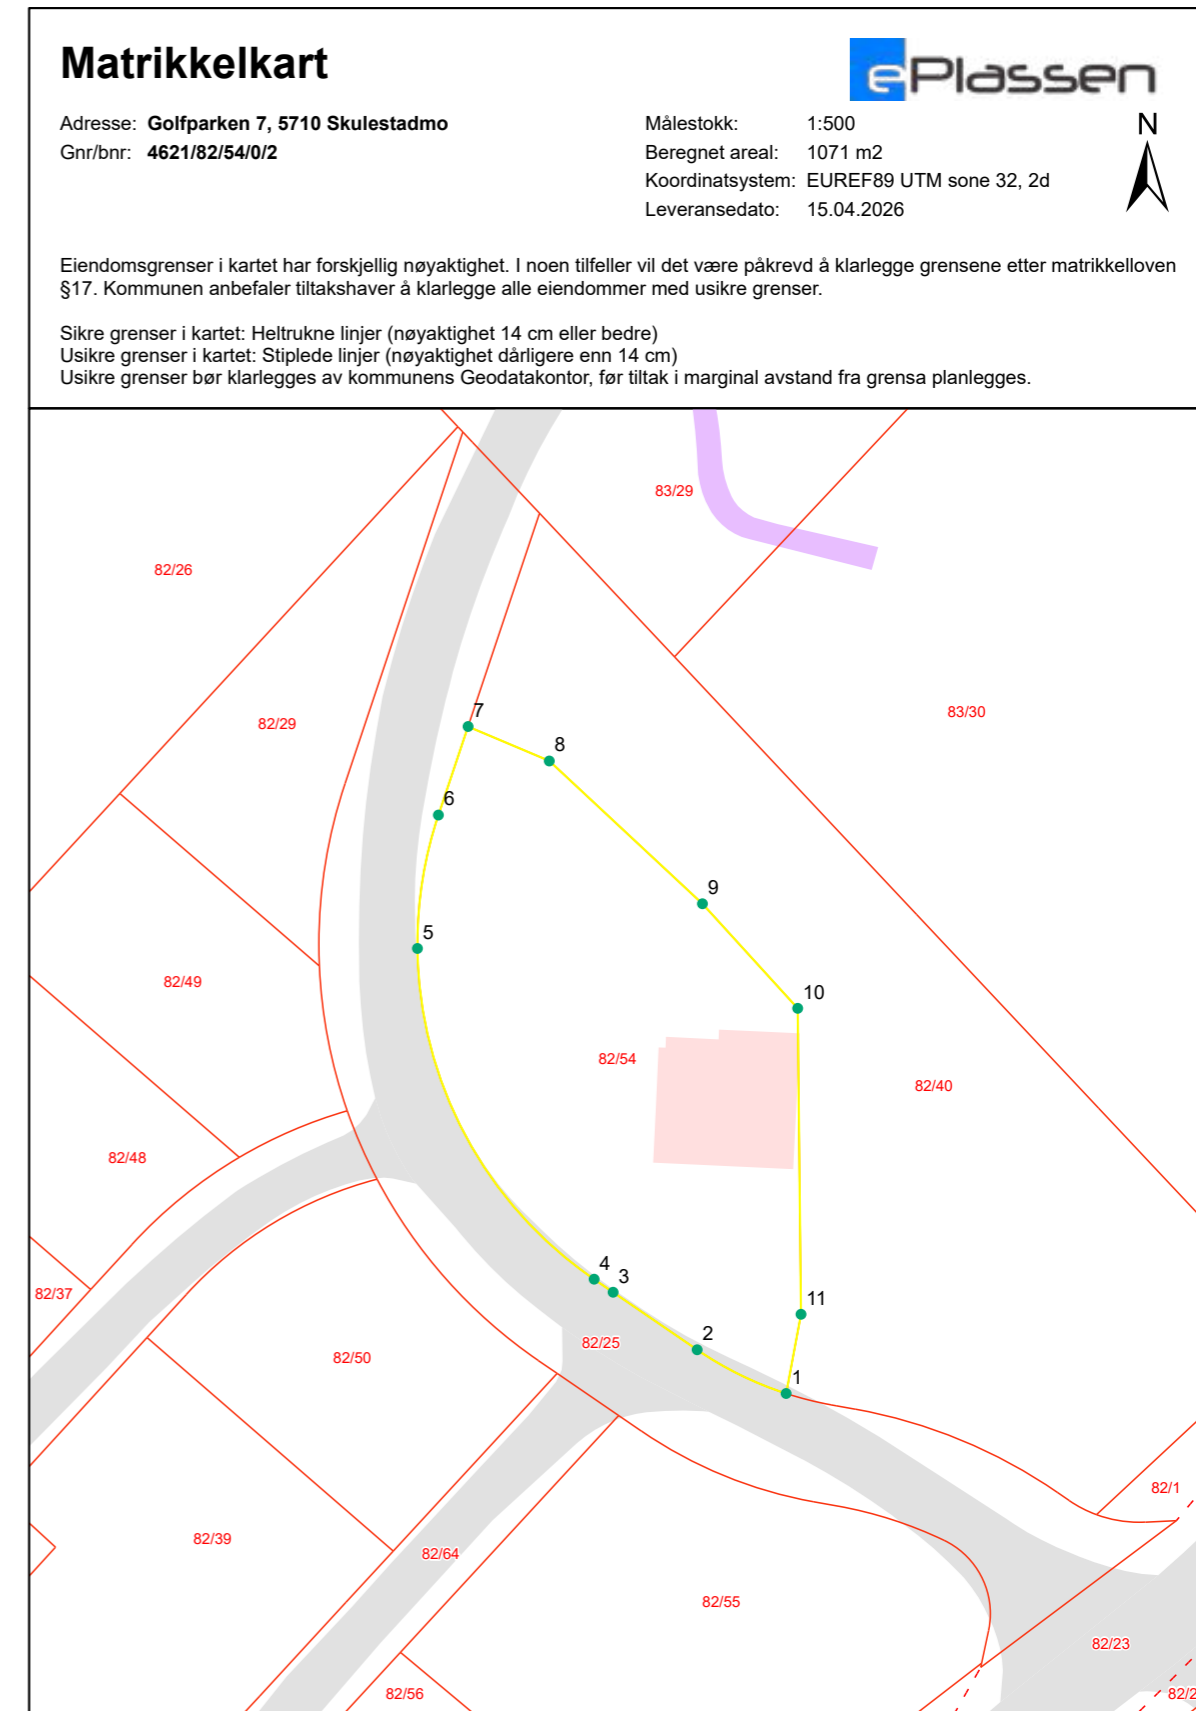 Matrikkelkart
ePlassen
Adresse: Golfparken 7, 5710 Skulestadmo
Gnr/bnr: 4621/82/54/0/2
Målestokk: 1:500
Beregnet areal: 1071 m2
Koordinatsystem: EUREF89 UTM sone 32, 2d
Leveransedato: 15.04.2026
N
Eiendomsgrenser i kartet har forskjellig nøyaktighet. I noen tilfeller vil det være påkrevd å klarlegge grensene etter matrikkelloven
§17. Kommunen anbefaler tiltakshaver å klarlegge alle eiendommer med usikre grenser.
Sikre grenser i kartet: Heltrukne linjer (nøyaktighet 14 cm eller bedre)
Usikre grenser i kartet: Stiplede linjer (nøyaktighet dårligere enn 14 cm)
Usikre grenser bør klarlegges av kommunens Geodatakontor, før tiltak i marginal avstand fra grensa planlegges.
83/29
82/26
83/30
7
82/29
8
6
9
5
82/49
10
82/54
82/40
82/48
4
3
82/37
11
2
82/25
82/50
1
82/1
82/39
82/64
82/55
82/23
82/56
82/2